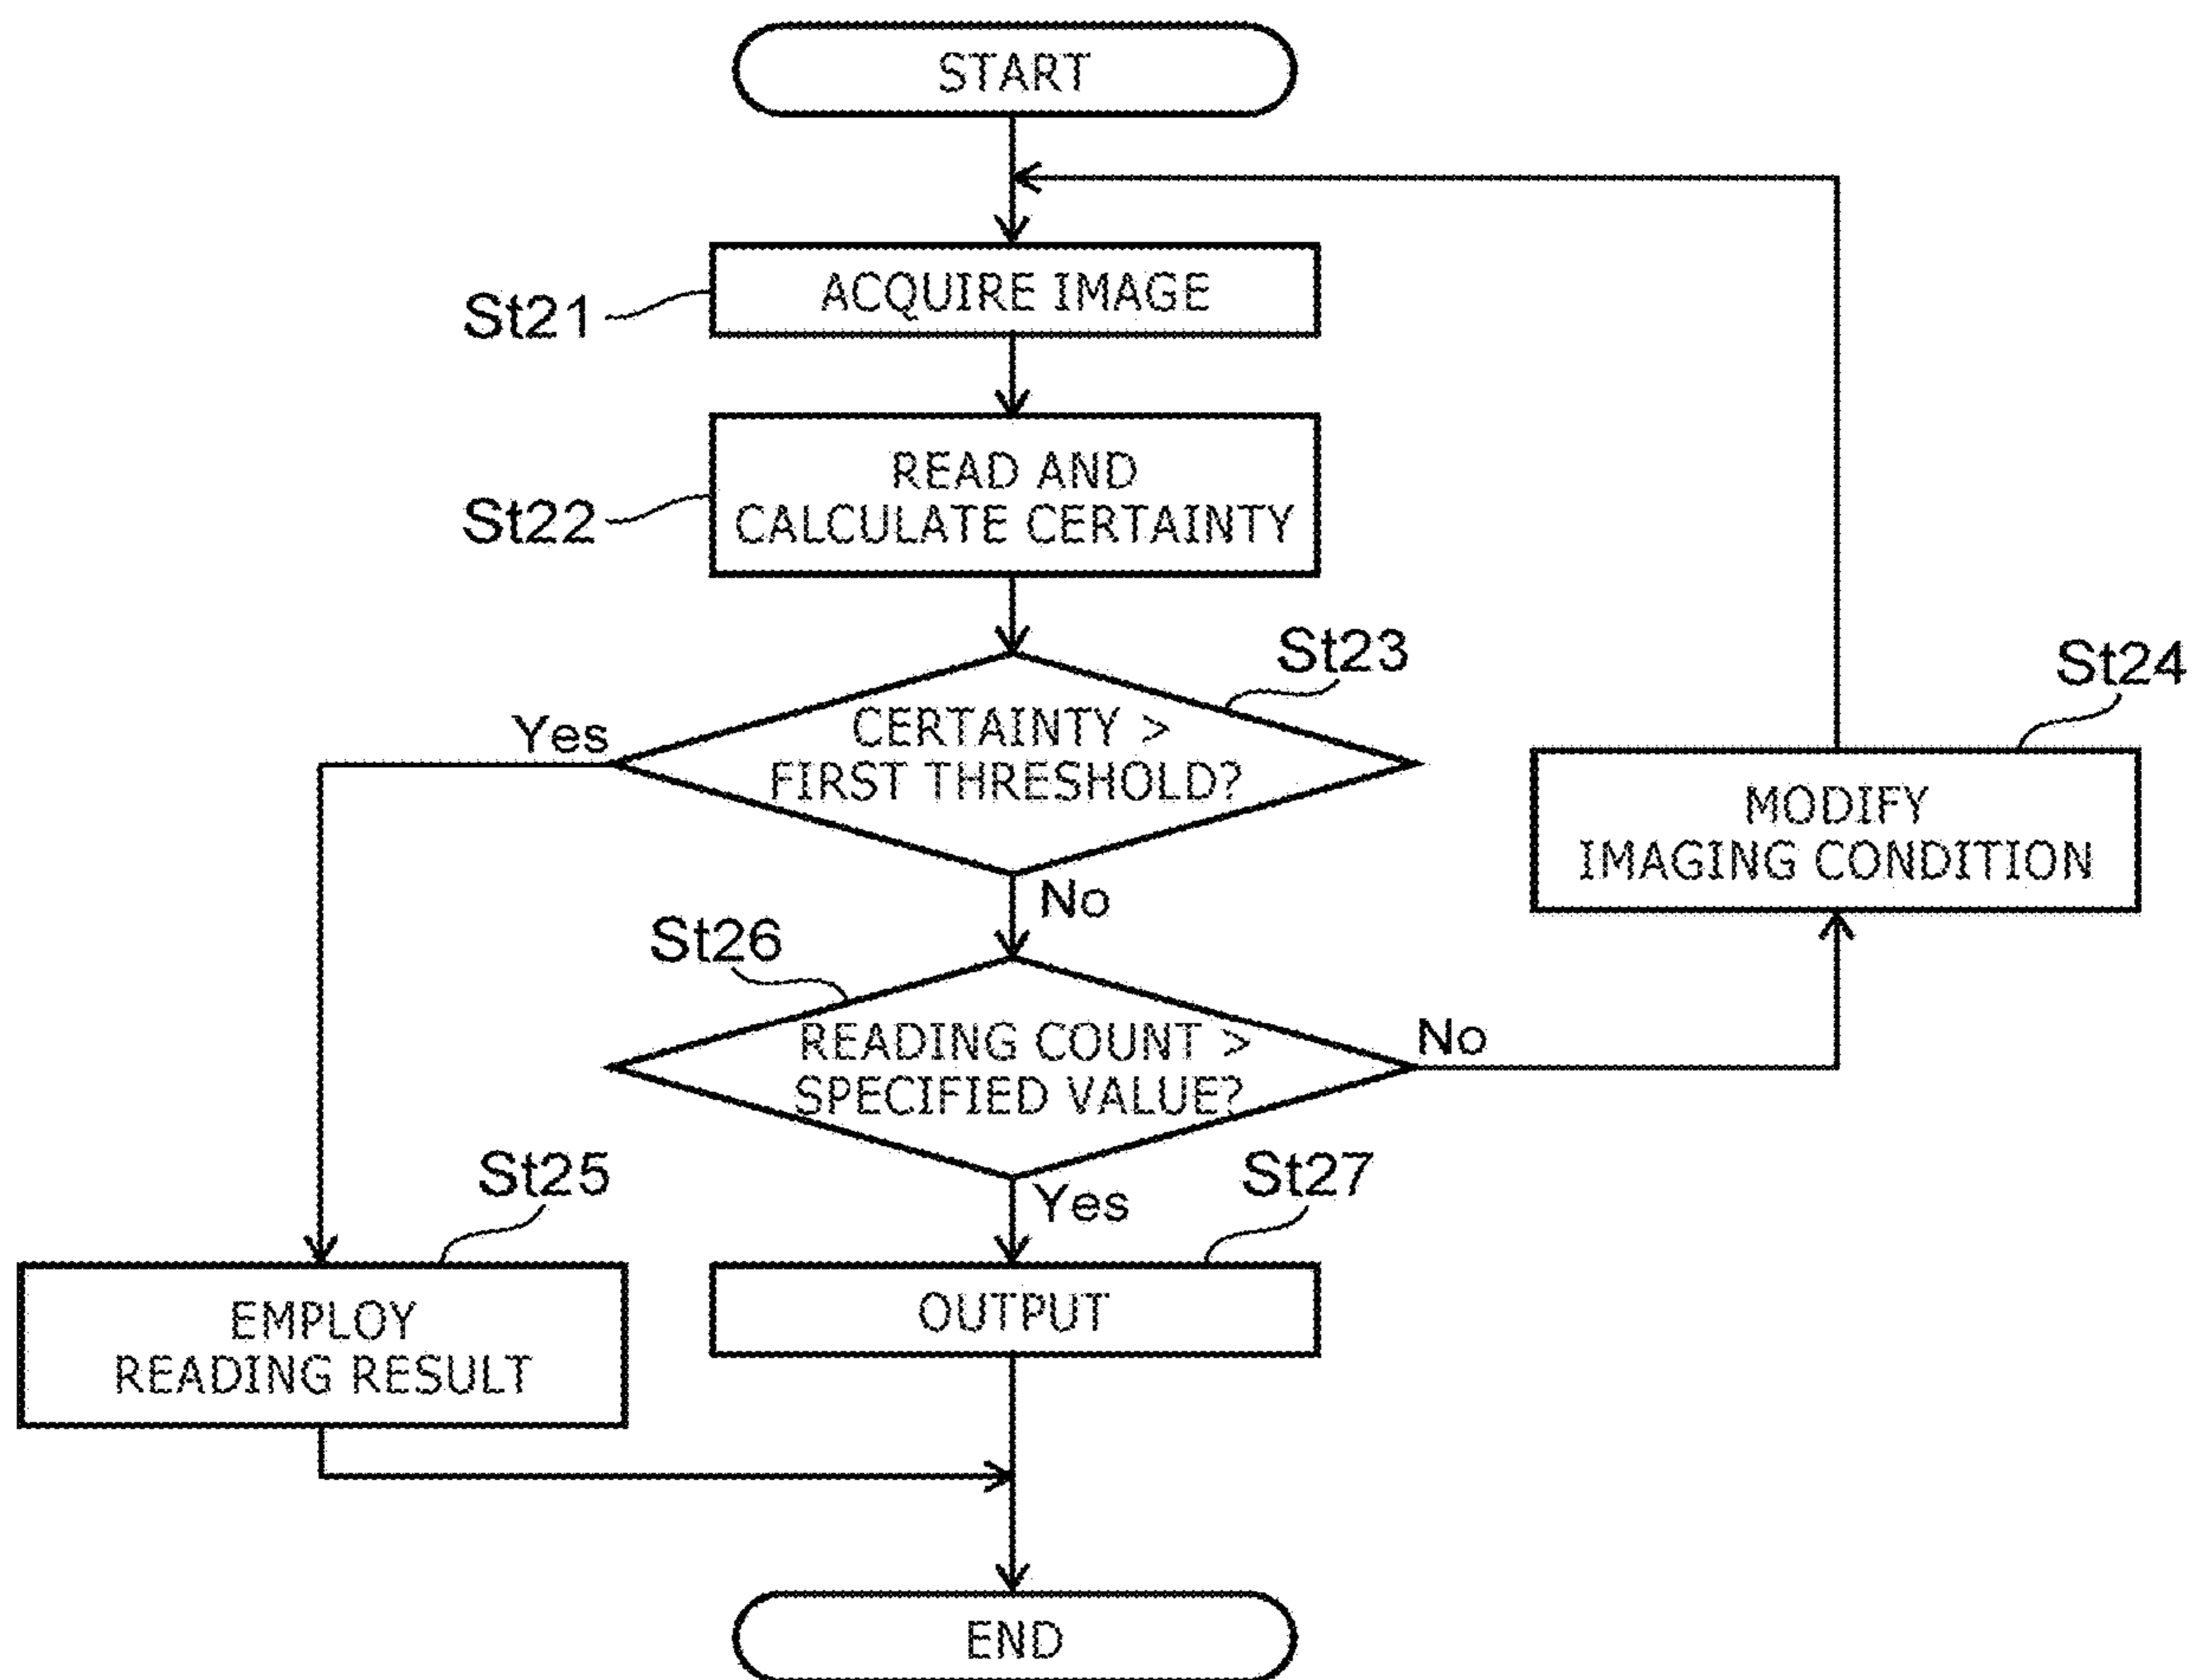 START
ACQUIRE IMAGE
St21
READ AND
CALCULATE CERTAINTY
St22
St23
CERTAINTY >
FIRST THRESHOLD?
Yes
No
St24
MODIFY
IMAGING CONDITION
St26
READING COUNT >
SPECIFIED VALUE?
No
Yes
St25
EMPLOY
READING RESULT
St27
OUTPUT
END